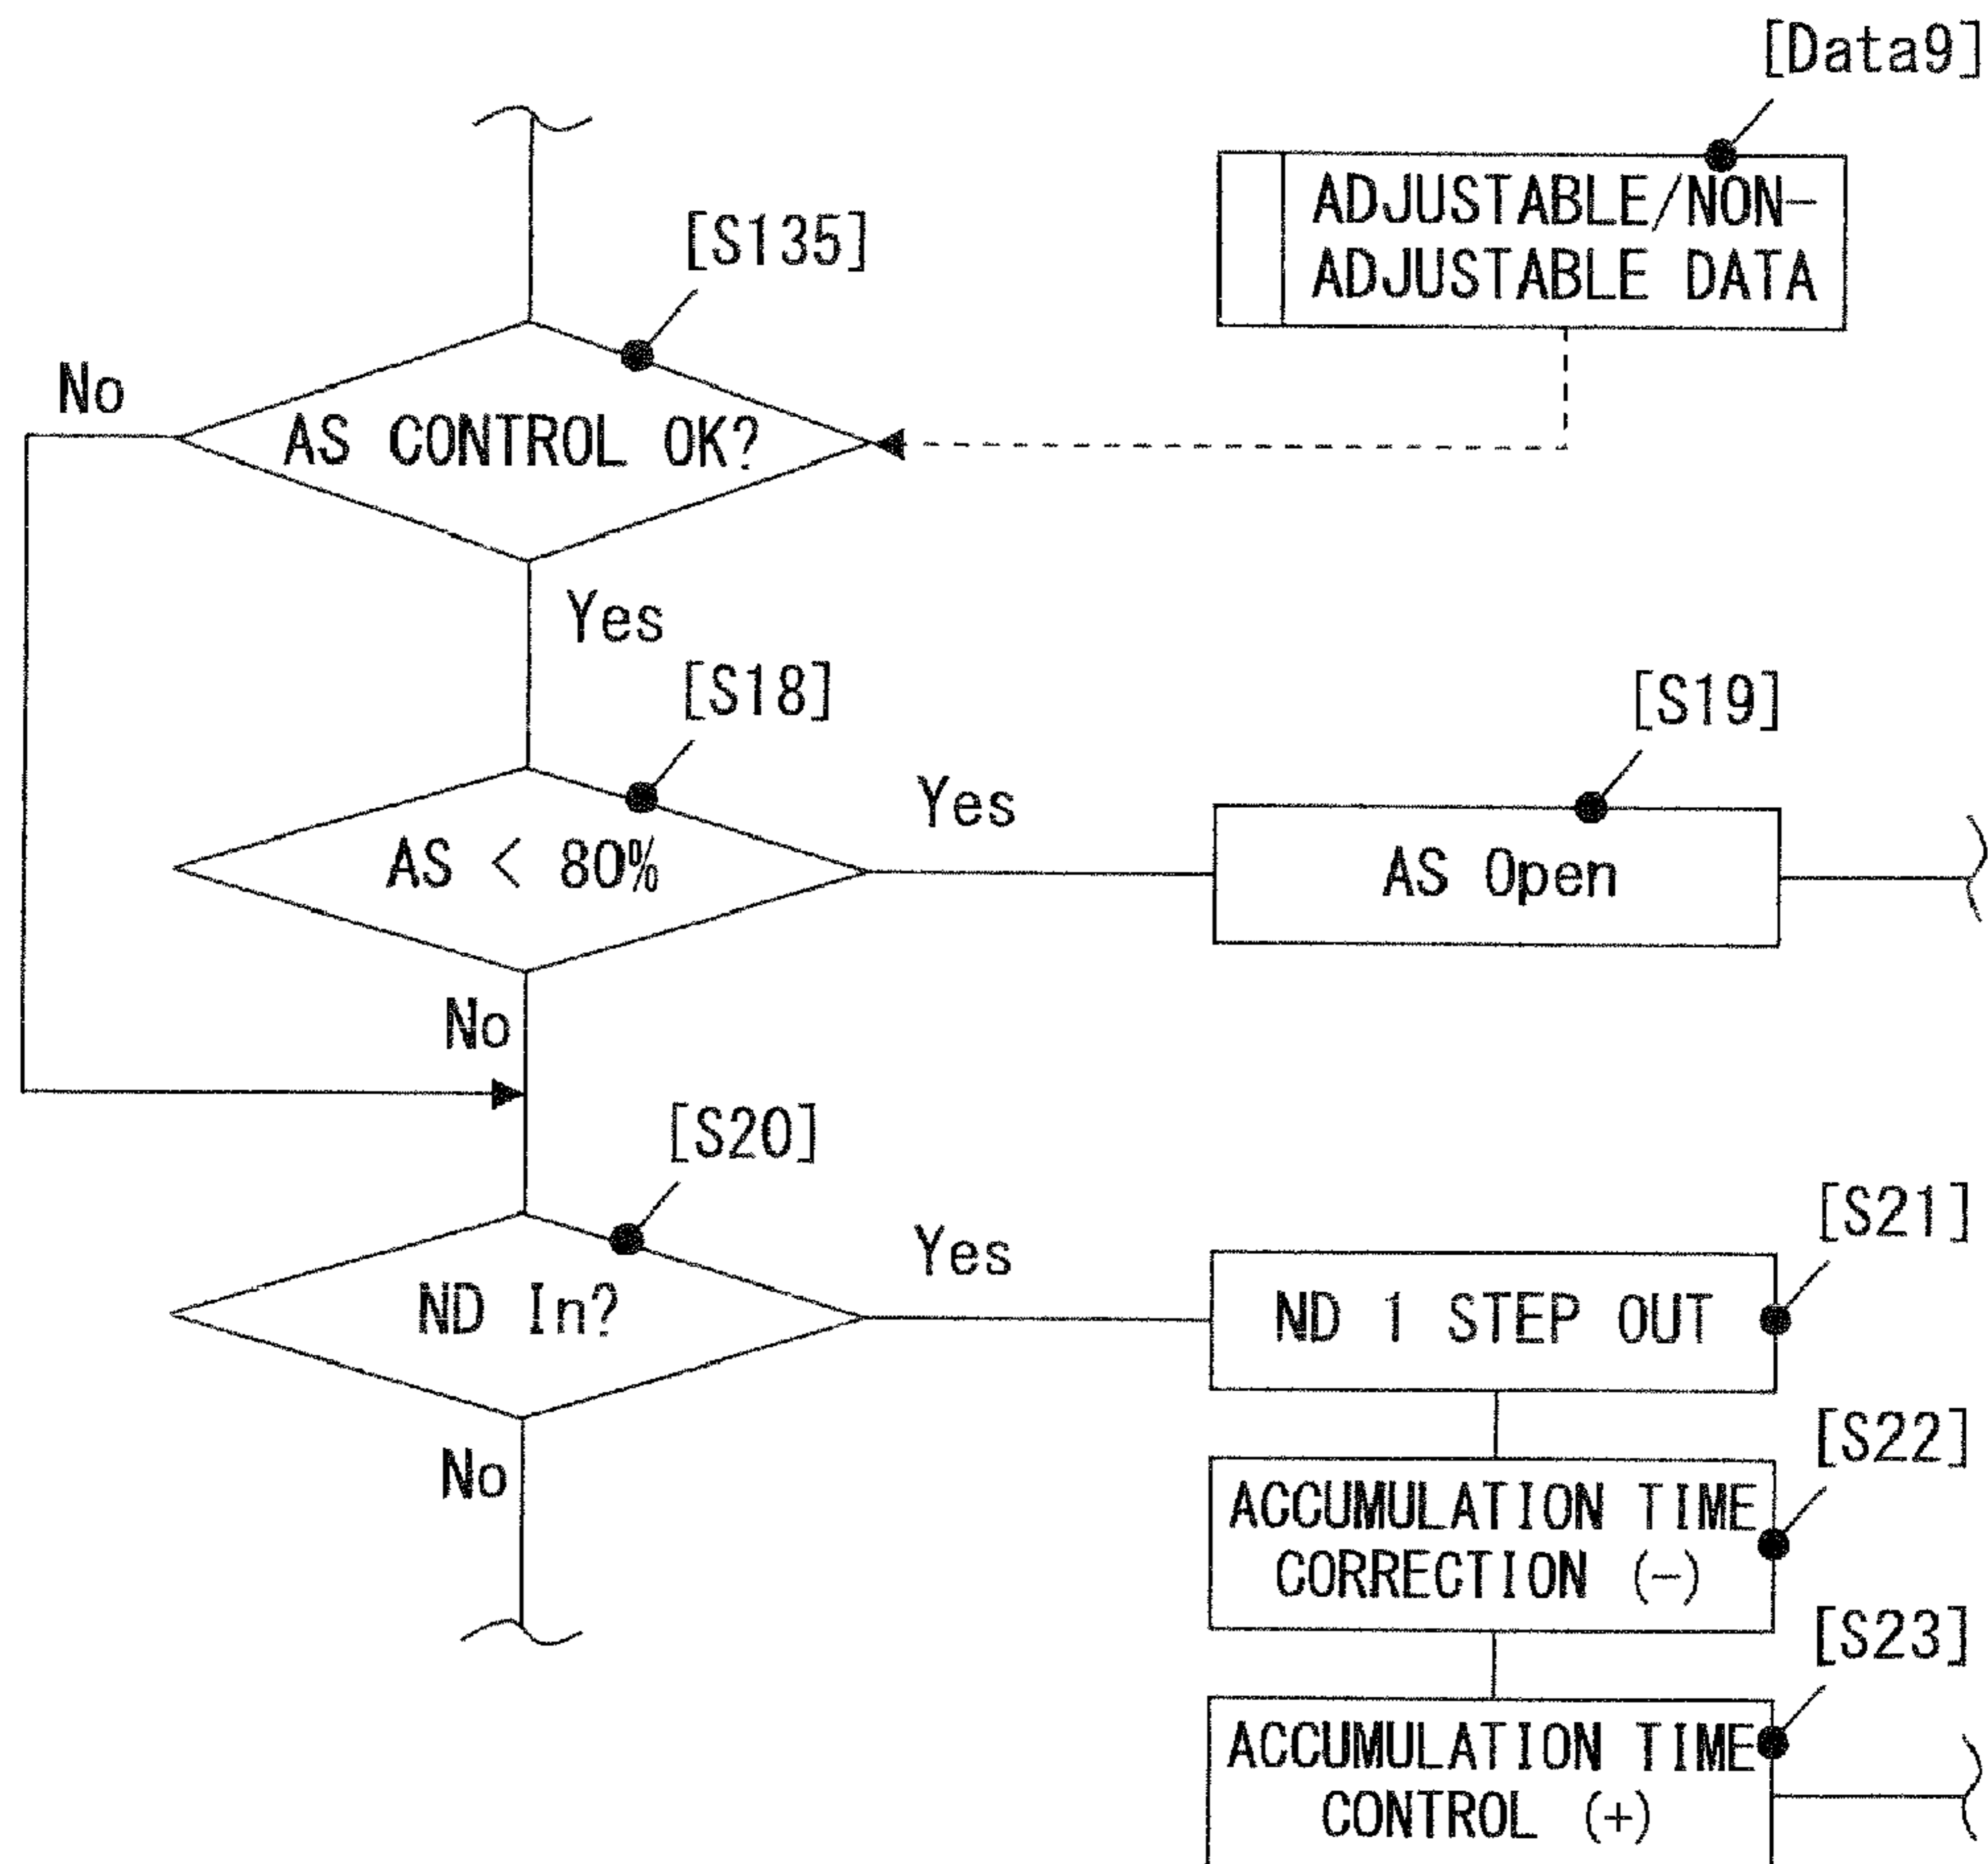 [Data9]
ADJUSTABLE/NON-
ADJUSTABLE DATA
[S135]
No
AS CONTROL OK?
Yes
[S18]
AS < 80%
Yes
[S19]
AS Open
No
[S20]
ND In?
Yes
[S21]
ND 1 STEP OUT
No
[S22]
ACCUMULATION TIME
CORRECTION (-)
[S23]
ACCUMULATION TIME
CONTROL (+)